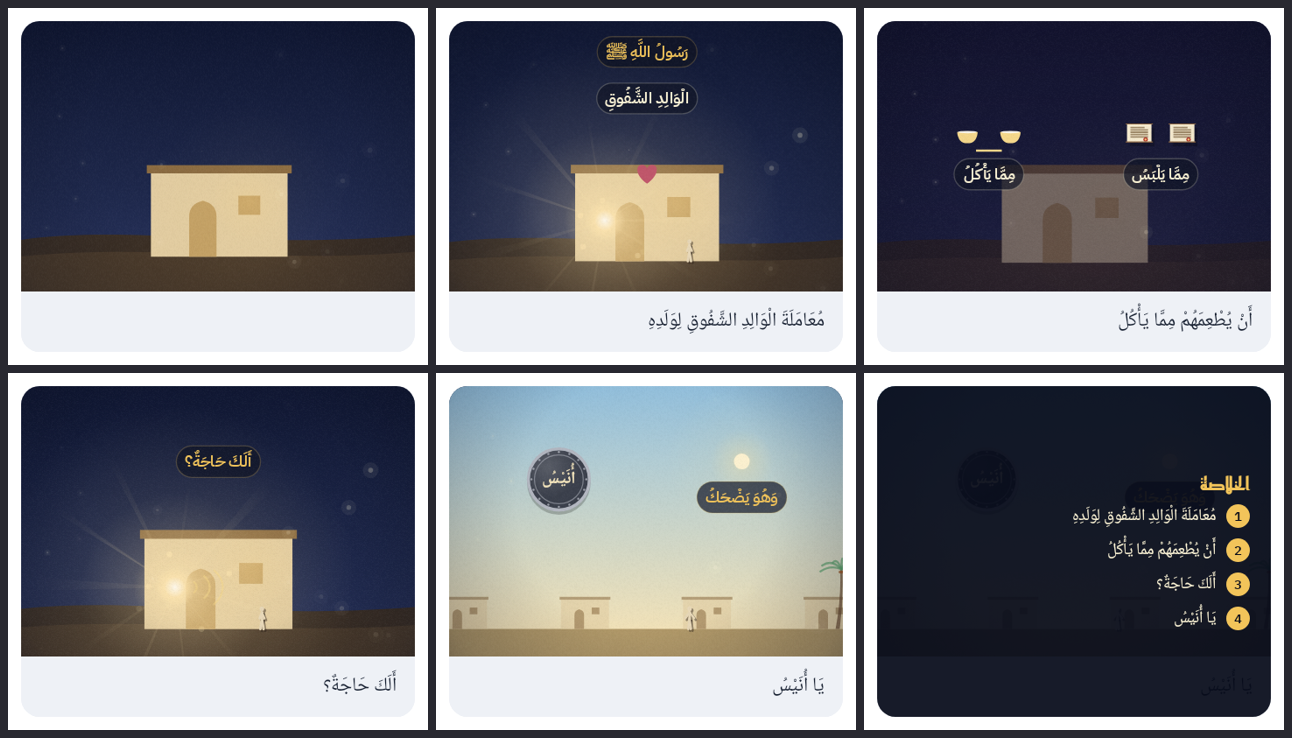 رَسُولُ اللَّهِ ﷺ
الْوَالِدِ الشَّفُوقِ
مُعَامَلَةَ الْوَالِدِ الشَّفُوقِ لِوَلَدِهِ
مِمَّا يَلْبَسُ
مِمَّا يَأْكُلُ
أَنْ يُطْعِمَهُمْ مِمَّا يَأْكُلُ
أَلَكَ حَاجَةٌ؟
أَلَكَ حَاجَةٌ؟
أُنَيْسُ
وَهُوَ يَضْحَكُ
يَا أُنَيْسُ
أُنَيْسُ
وَهُوَ يَضْحَكُ
الخلاصة
1 مُعَامَلَةَ الْوَالِدِ الشَّفُوقِ لِوَلَدِهِ
2 أَنْ يُطْعِمَهُمْ مِمَّا يَأْكُلُ
3 أَلَكَ حَاجَةٌ؟
4 يَا أُنَيْسُ
يَا أُنَيْسُ